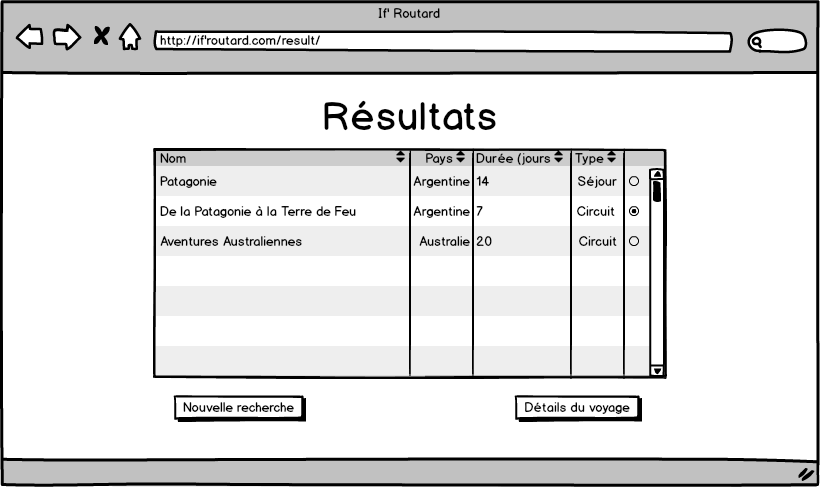 If' Routard
http://if'routard.com/result/
Résultats
Nom Pays Durée (jours Type
Patagonie Argentine 14 Séjour
De la Patagonie à la Terre de Feu Argentine 7 Circuit
Aventures Australiennes Australie 20 Circuit
Nouvelle recherche Détails du voyage